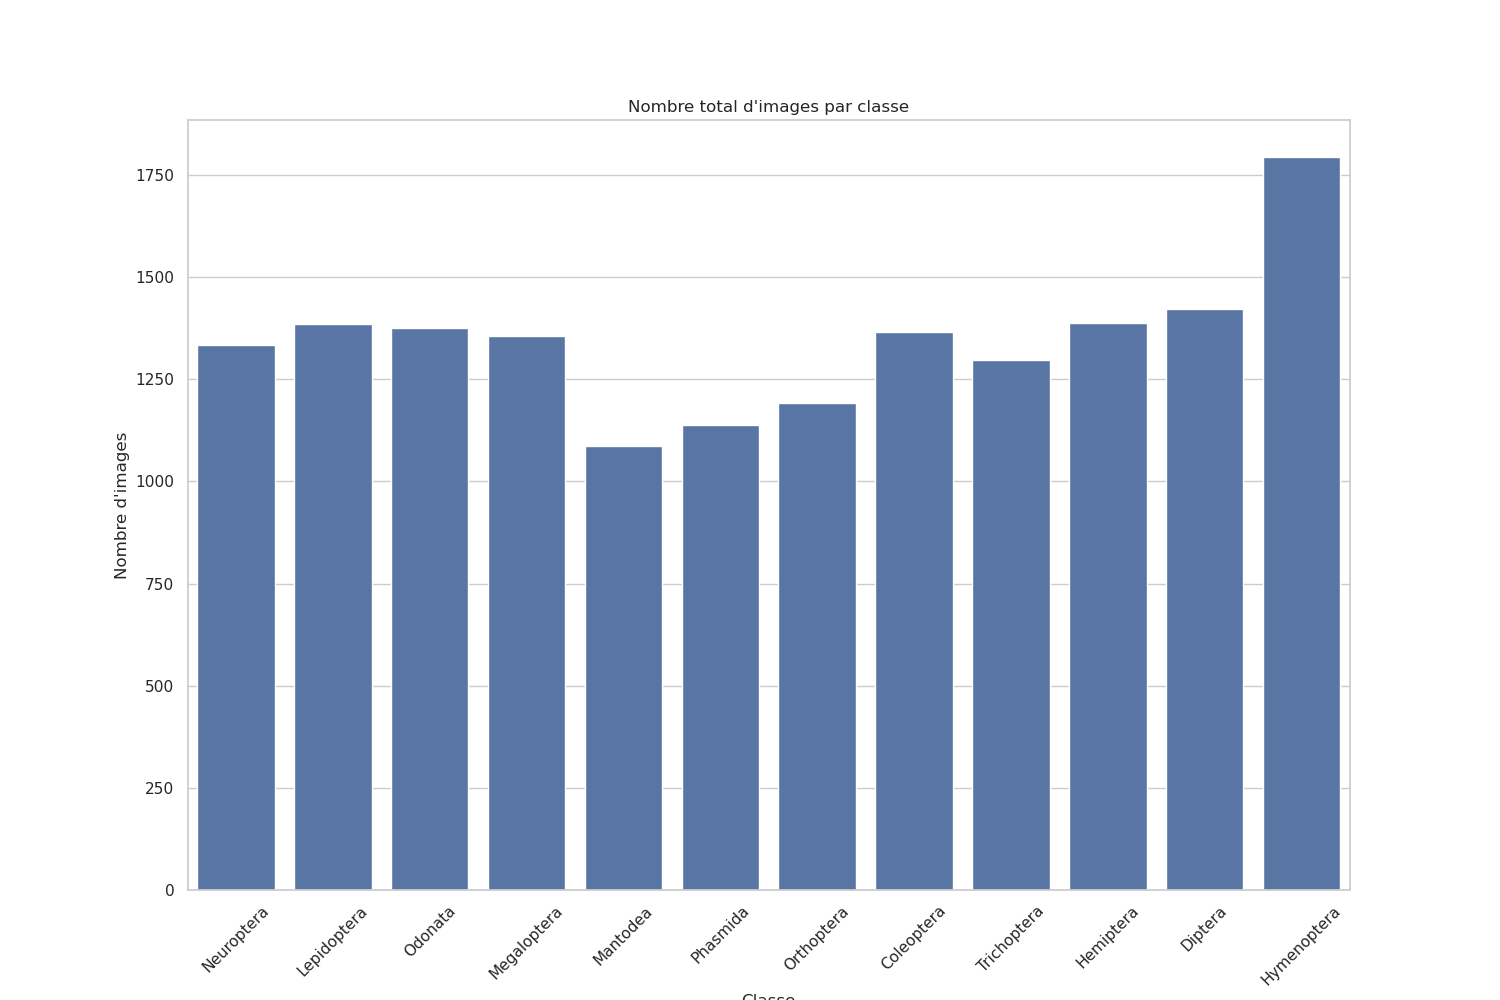 Nombre total d'images par classe
Nombre d'images
1750
1500
1250
1000
750
500
250
0
Neuroptera
Lepidoptera
Odonata
Megaloptera
Mantodea
Phasmida
Orthoptera
Coleoptera
Trichoptera
Hemiptera
Diptera
Hymenoptera
Classe